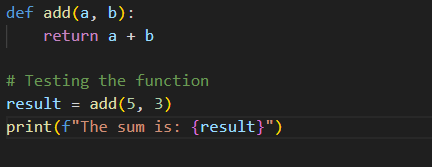 def add(a, b):
    return a + b
# Testing the function
result = add(5, 3)
print(f"The sum is: {result}")